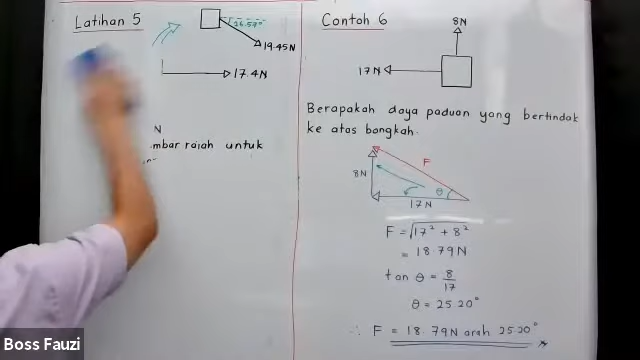 Latihan 5
26.57°
19.45N
17.4N
N
mbar rajah untuk
Contoh 6
8N
17N
Berapakah daya paduan yang bertindak
ke atas bongkah.
F
8N
θ
17N
F = √17² + 8²
= 18.79N
tan θ = 8/17
θ = 25.20°
∴ F = 18.79N arah 25.20°
Boss Fauzi